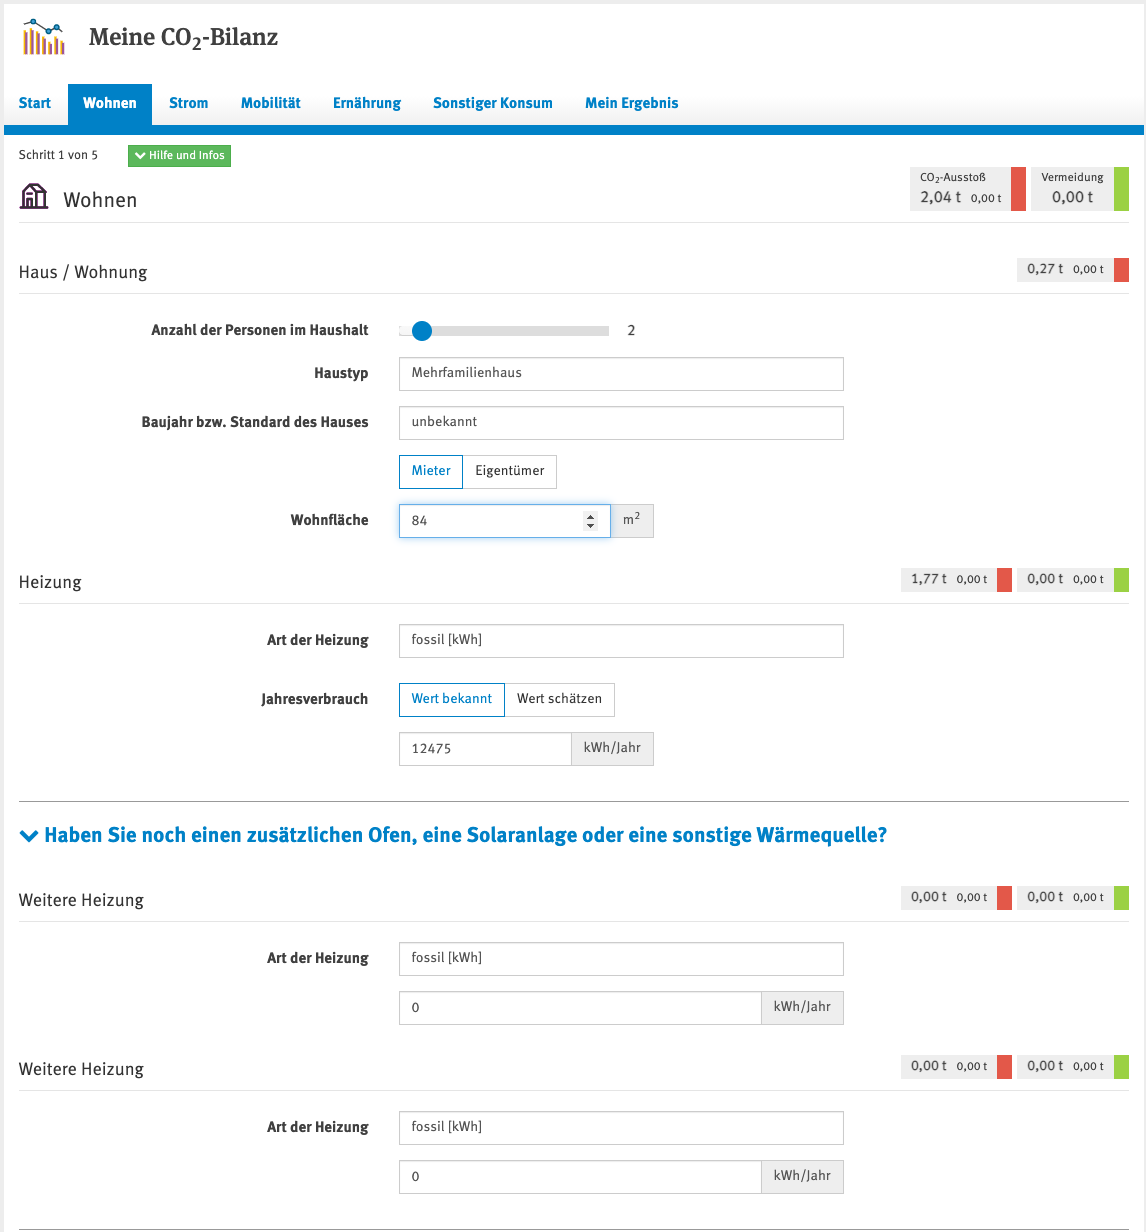 Meine CO₂-Bilanz
Start Wohnen Strom Mobilität Ernährung Sonstiger Konsum Mein Ergebnis
Schritt 1 von 5 Hilfe und Infos
CO₂-Ausstoß Vermeidung
Wohnen 2,04 t 0,00 t 0,00 t
Haus / Wohnung 0,27 t 0,00 t
Anzahl der Personen im Haushalt 2
Haustyp Mehrfamilienhaus
Baujahr bzw. Standard des Hauses unbekannt
Mieter Eigentümer
Wohnfläche 84 m²
Heizung 1,77 t 0,00 t 0,00 t 0,00 t
Art der Heizung fossil [kWh]
Jahresverbrauch Wert bekannt Wert schätzen
12475 kWh/Jahr
Haben Sie noch einen zusätzlichen Ofen, eine Solaranlage oder eine sonstige Wärmequelle?
Weitere Heizung 0,00 t 0,00 t 0,00 t 0,00 t
Art der Heizung fossil [kWh]
0 kWh/Jahr
Weitere Heizung 0,00 t 0,00 t 0,00 t 0,00 t
Art der Heizung fossil [kWh]
0 kWh/Jahr